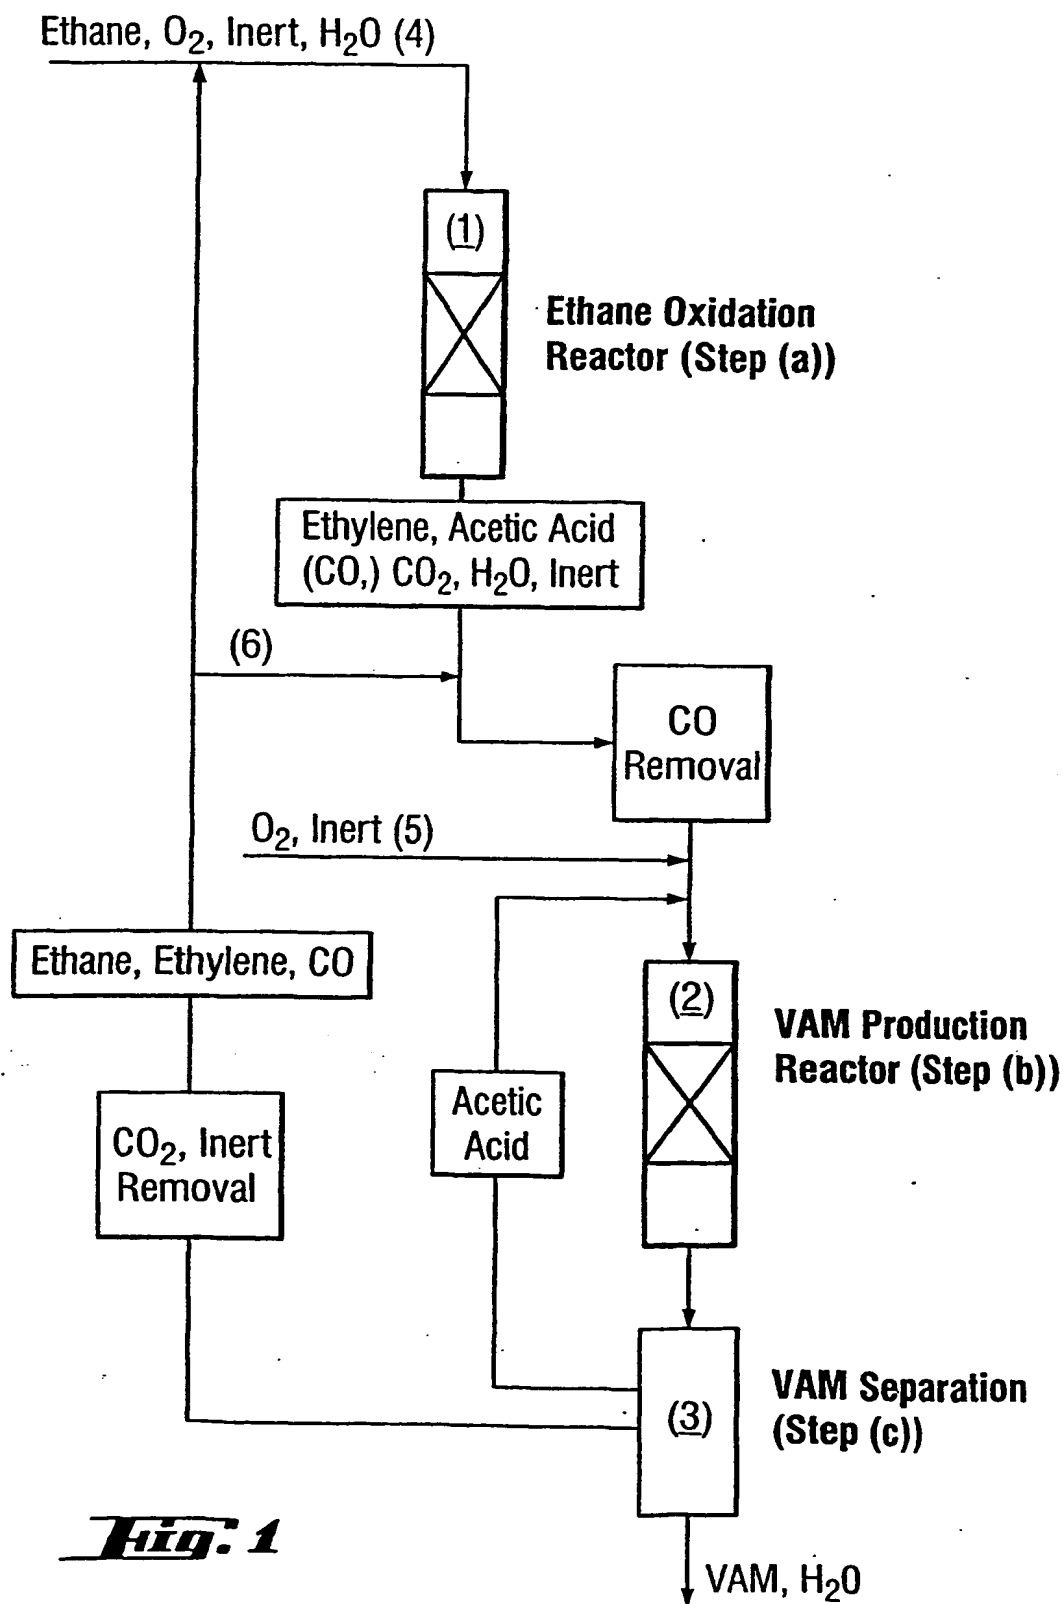 Ethane, O₂, Inert, H₂O (4)
(1)
Ethane Oxidation
Reactor (Step (a))
Ethylene, Acetic Acid
(CO,) CO₂, H₂O, Inert
(6)
CO
Removal
O₂, Inert (5)
Ethane, Ethylene, CO
(2)
VAM Production
Reactor (Step (b))
Acetic
Acid
CO₂, Inert
Removal
VAM Separation
(Step (c))
(3)
Fig. 1
VAM, H₂O